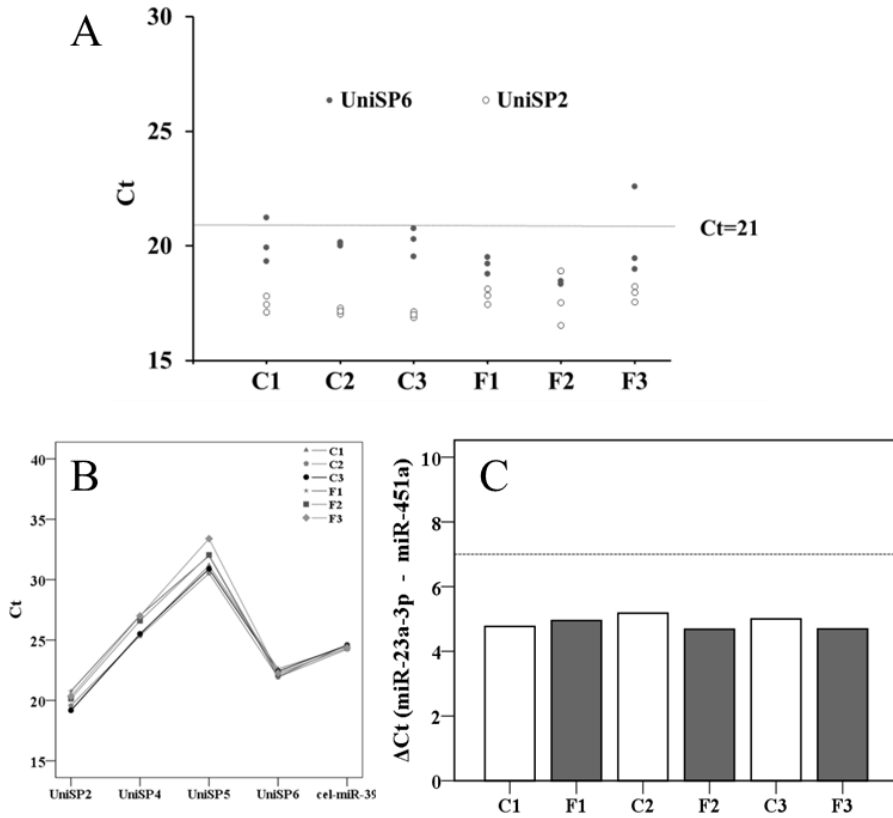 A
30
25
20
15
Ct
UniSP6
UniSP2
Ct=21
C1 C2 C3 F1 F2 F3
B
40
35
30
25
20
15
Ct
C1
C2
C3
F1
F2
F3
UniSP2 UniSP4 UniSP5 UniSP6 cel-miR-39
C
10
8
6
4
2
0
ΔCt (miR-23a-3p - miR-451a)
C1 F1 C2 F2 C3 F3